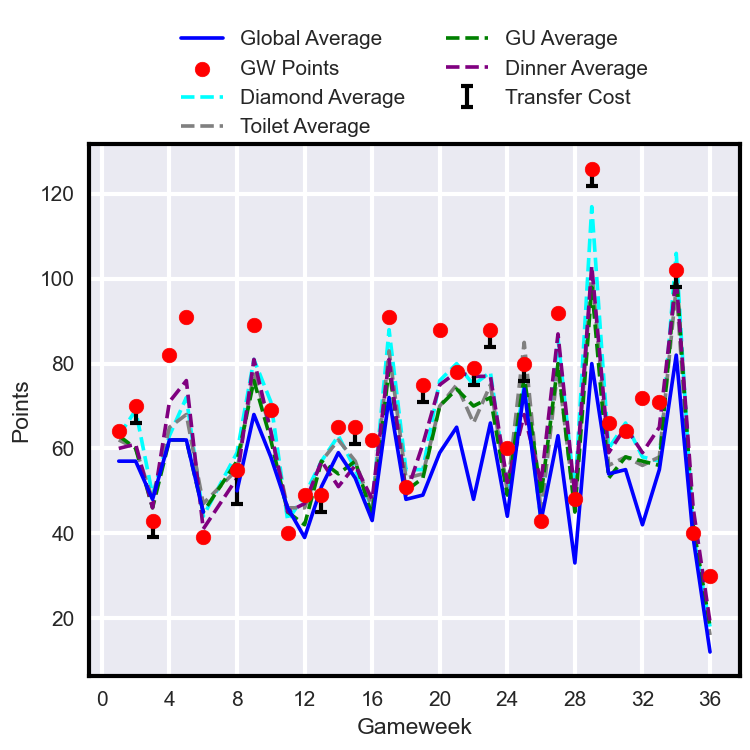 Global Average
GW Points
Diamond Average
Toilet Average
GU Average
Dinner Average
Transfer Cost
Points
120
100
80
60
40
20
0 4 8 12 16 20 24 28 32 36
Gameweek